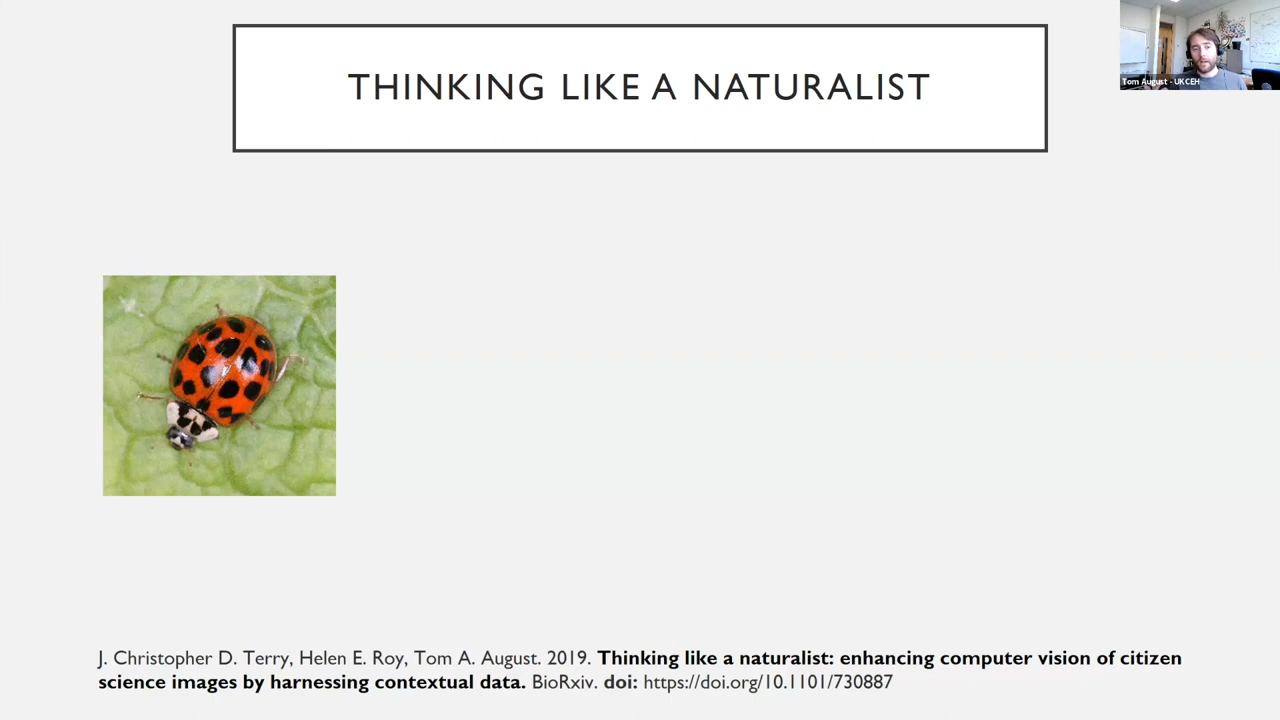 THINKING LIKE A NATURALIST
Tom August - UKCEH
J. Christopher D. Terry, Helen E. Roy, Tom A. August. 2019. Thinking like a naturalist: enhancing computer vision of citizen
science images by harnessing contextual data. BioRxiv. doi: https://doi.org/10.1101/730887